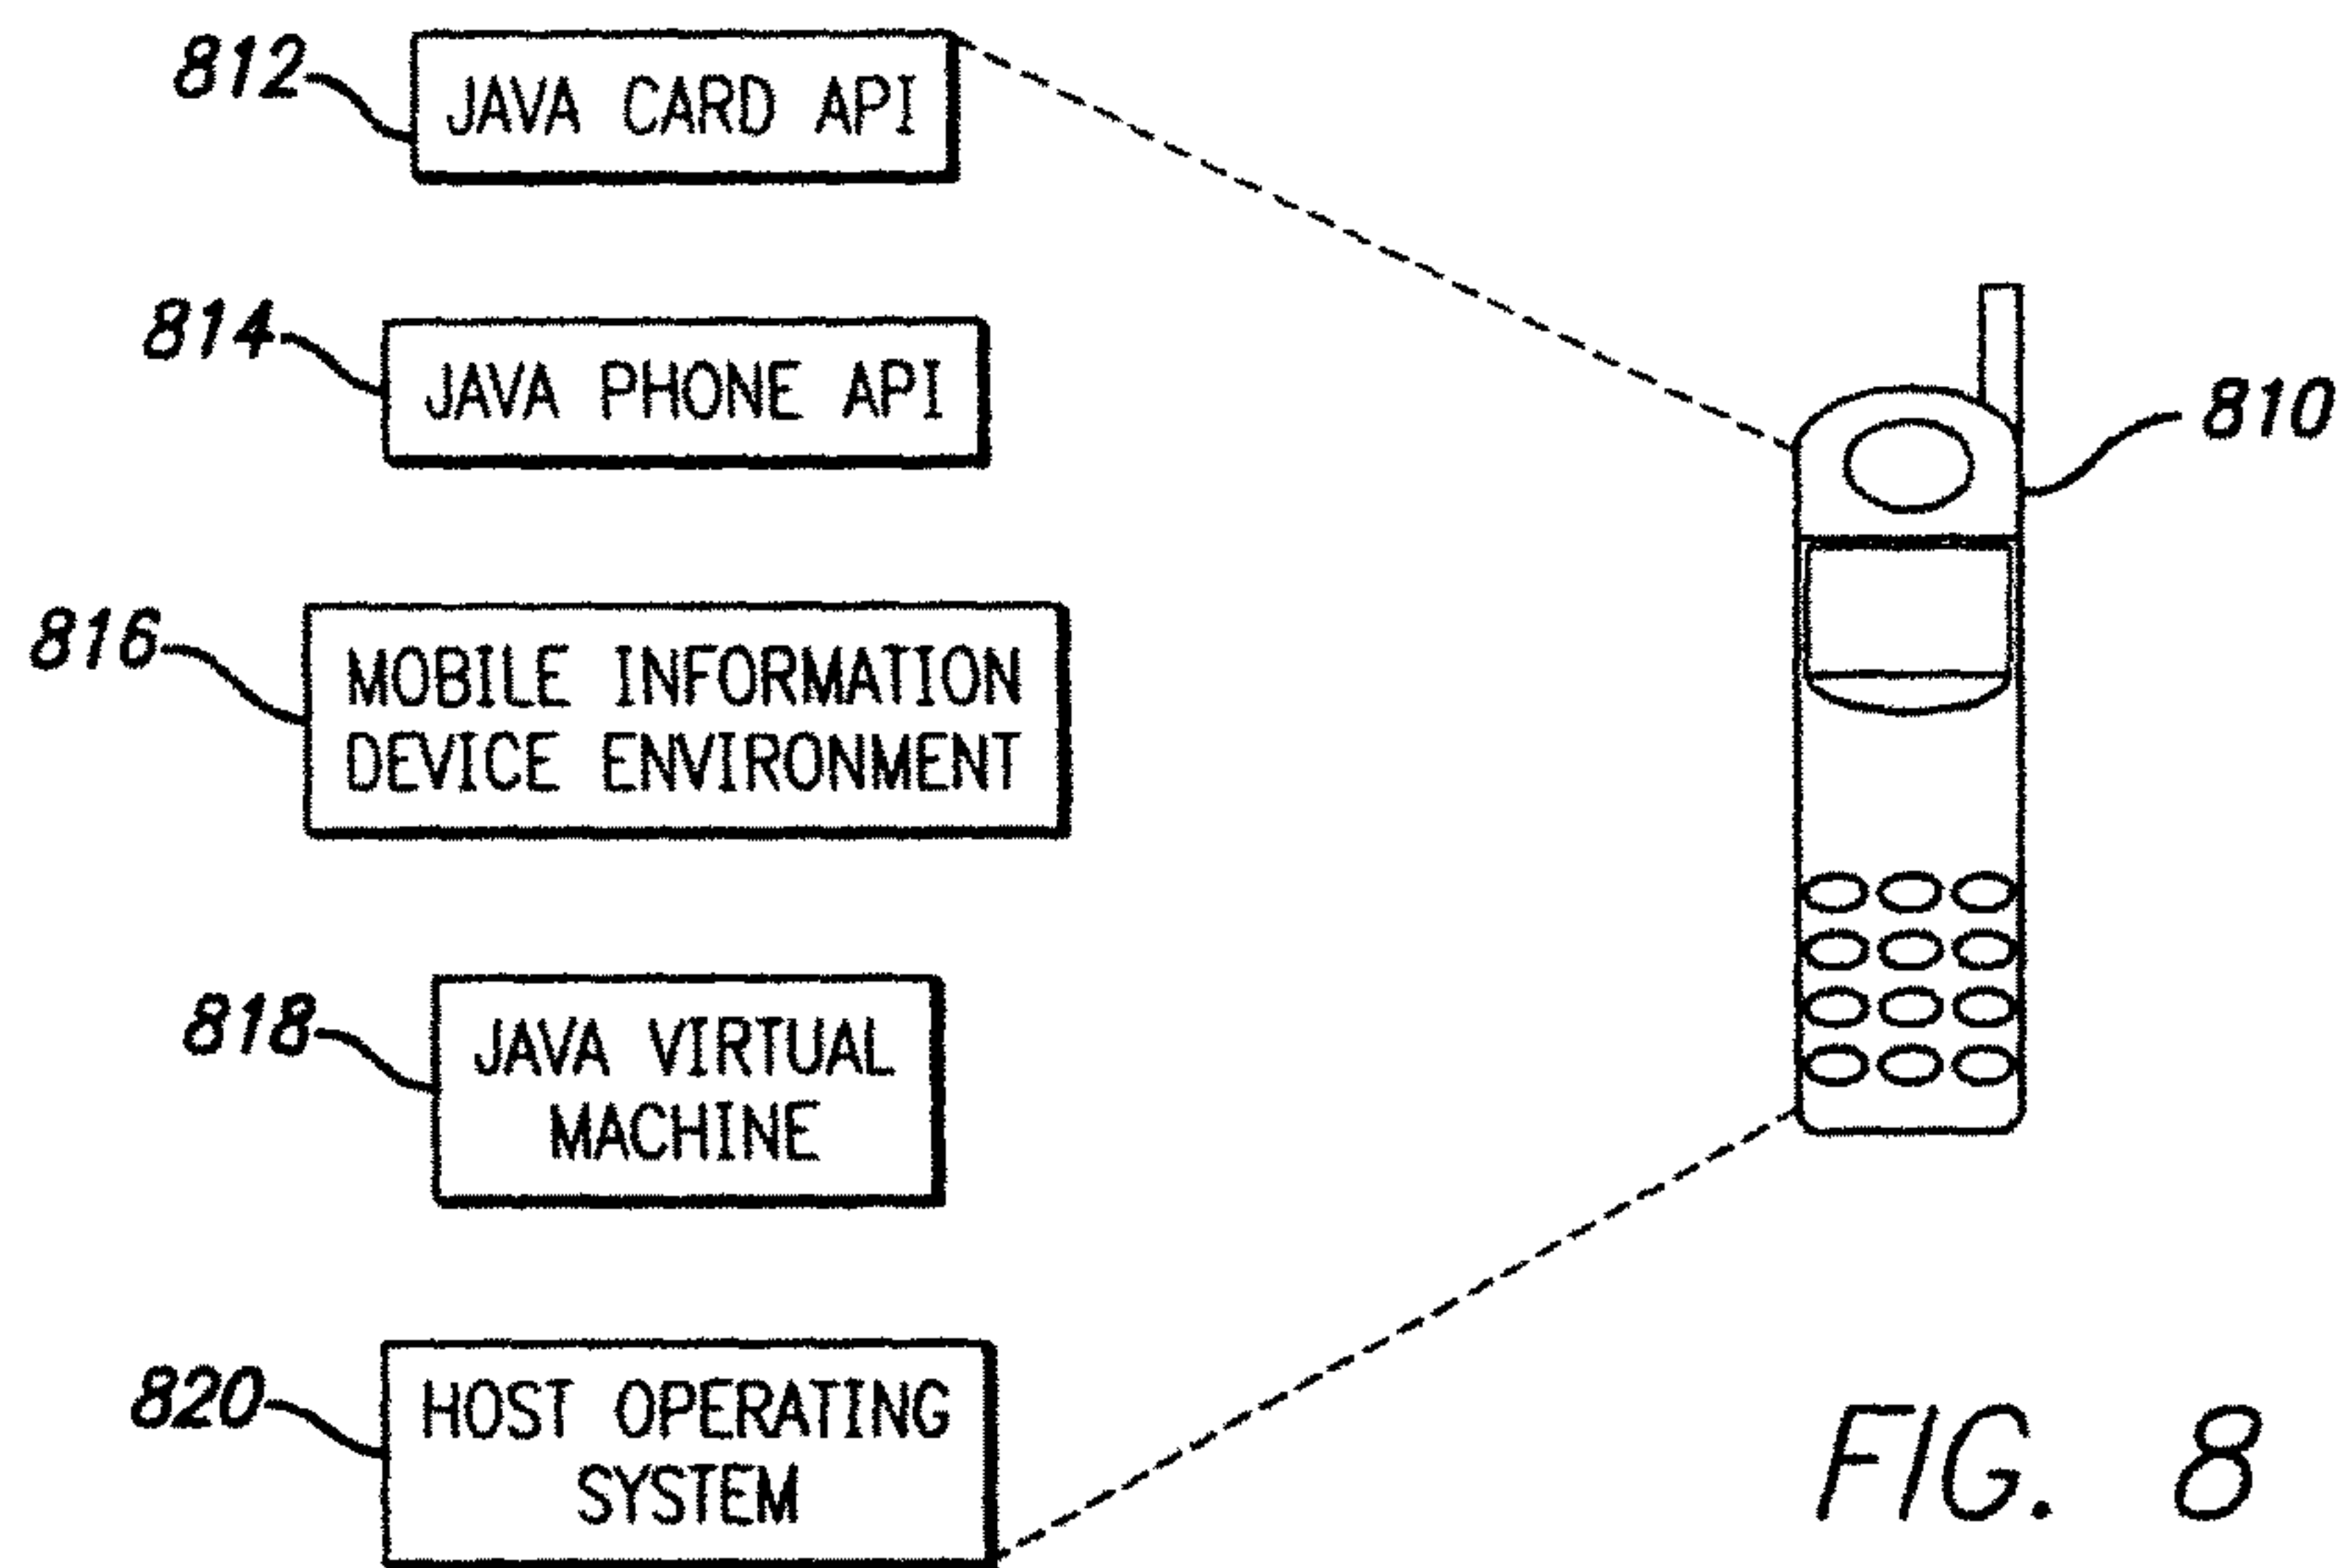 812
JAVA CARD API
814
JAVA PHONE API
810
816
MOBILE INFORMATION
DEVICE ENVIRONMENT
818
JAVA VIRTUAL
MACHINE
820
HOST OPERATING
SYSTEM
FIG. 8